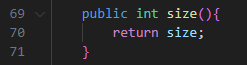 69 public int size(){
70 return size;
71 }